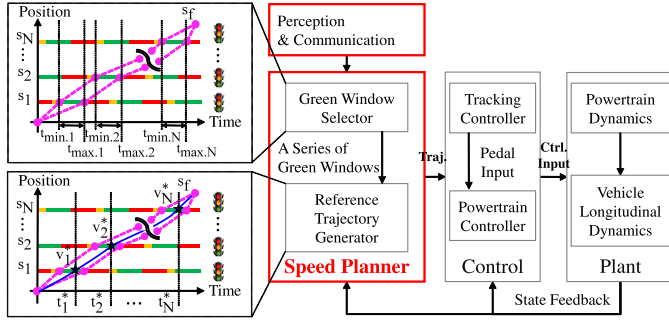 Position
s_f
s_N
⋮
s_2
s_1
Time
t_min.1
t_min.2
t_min.N
t_max.1
t_max.2
t_max.N
Position
s_f
s_N
v*_N
⋮
s_2
v*_2
s_1
v*_1
Time
t*_1
t*_2
...
t*_N
Perception
& Communication
Green Window
Selector
A Series of
Green Windows
Reference
Trajectory
Generator
Speed Planner
Traj.
Tracking
Controller
Pedal
Input
Powertrain
Controller
Control
Ctrl.
Input
Powertrain
Dynamics
Vehicle
Longitudinal
Dynamics
Plant
State Feedback